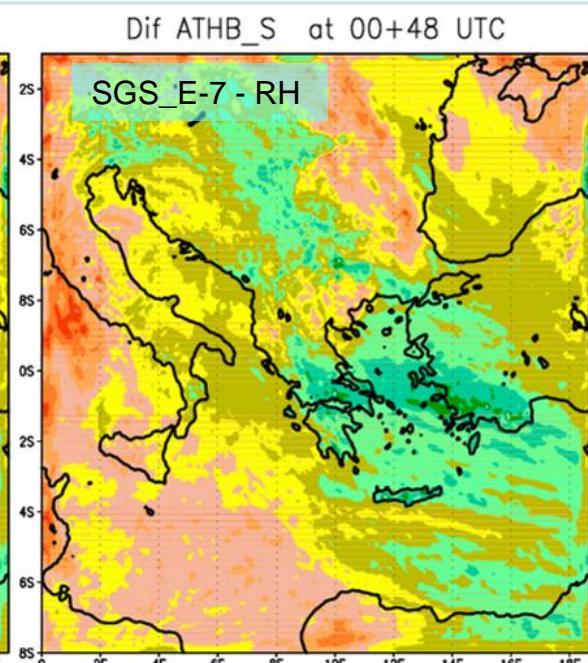 Dif ATHB_S at 00+48 UTC
SGS_E-7 - RH
2S
4S
6S
8S
0S
2S
4S
6S
8S